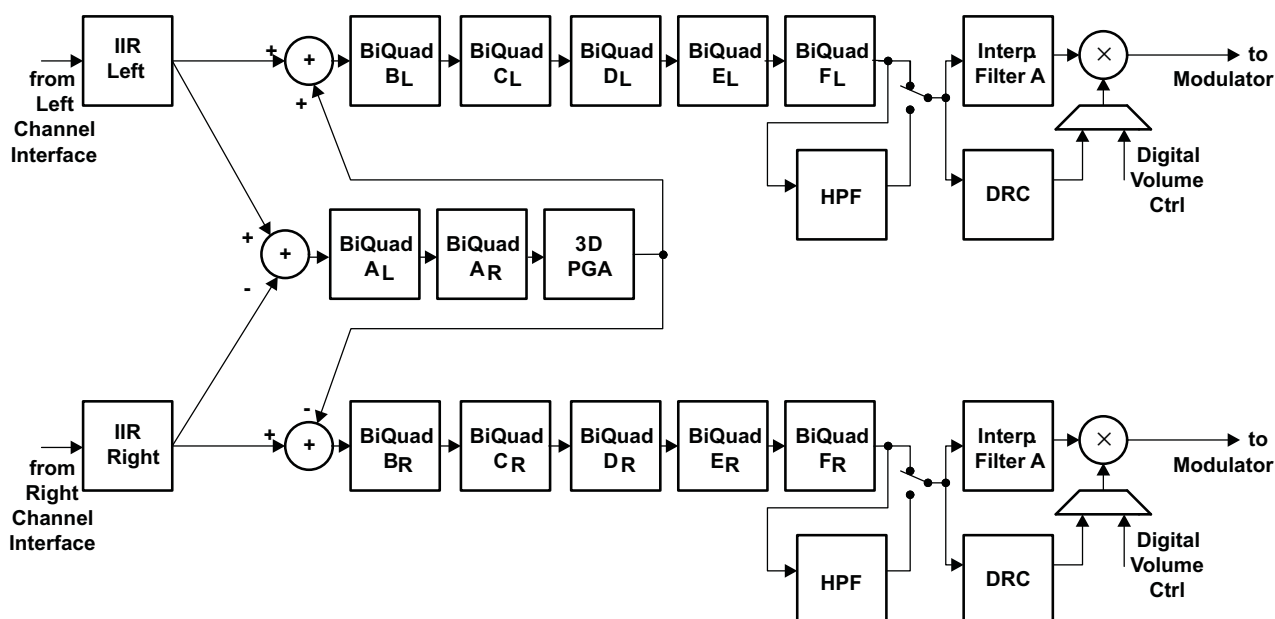 IIR
Left
from
Left
Channel
Interface
+
+
+
BiQuad
BL
BiQuad
CL
BiQuad
DL
BiQuad
EL
BiQuad
FL
HPF
Interp.
Filter A
DRC
×
to
Modulator
Digital
Volume
Ctrl
+
-
+
BiQuad
AL
BiQuad
AR
3D
PGA
IIR
Right
from
Right
Channel
Interface
+
-
+
BiQuad
BR
BiQuad
CR
BiQuad
DR
BiQuad
ER
BiQuad
FR
HPF
Interp.
Filter A
DRC
×
to
Modulator
Digital
Volume
Ctrl